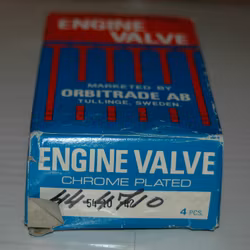 ENGINE
VALVE
MARKETED BY
ORBITRADE AB
TULLINGE, SWEDEN
ENGINE VALVE
CHROME PLATED
4 PCS.